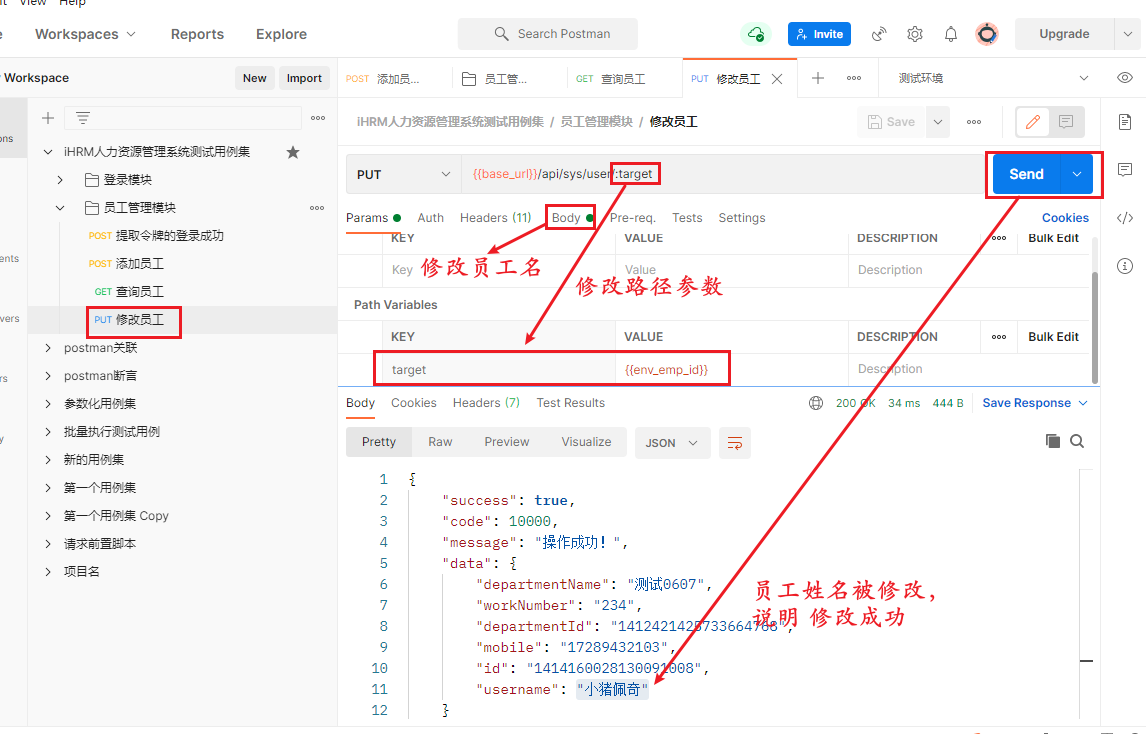 View Help
Workspaces
Reports
Explore
Search Postman
Invite
Upgrade
Workspace
New
Import
POST 添加员...
员工管...
GET 查询员工
PUT 修改员工
测试环境
iHRM人力资源管理系统测试用例集 / 员工管理模块 / 修改员工
Save
iHRM人力资源管理系统测试用例集
登录模块
员工管理模块
POST 提取令牌的登录成功
POST 添加员工
GET 查询员工
PUT 修改员工
postman关联
postman断言
参数化用例集
批量执行测试用例
新的用例集
第一个用例集
第一个用例集 Copy
请求前置脚本
项目名
PUT
{{base_url}}/api/sys/user/:target
Send
Params
Auth
Headers (11)
Body
Pre-req.
Tests
Settings
Cookies
KEY
VALUE
DESCRIPTION
Bulk Edit
Key
Value
Description
修改员工名
修改路径参数
Path Variables
KEY
VALUE
DESCRIPTION
Bulk Edit
target
{{env_emp_id}}
Description
Body
Cookies
Headers (7)
Test Results
200 OK
34 ms
444 B
Save Response
Pretty
Raw
Preview
Visualize
JSON
1 {
2 "success": true,
3 "code": 10000,
4 "message": "操作成功！",
5 "data": {
6 "departmentName": "测试0607",
7 "workNumber": "234",
8 "departmentId": "1412421425733664768",
9 "mobile": "17289432103",
10 "id": "1414160028130091008",
11 "username": "小猪佩奇"
12 }
员工姓名被修改，
说明 修改成功